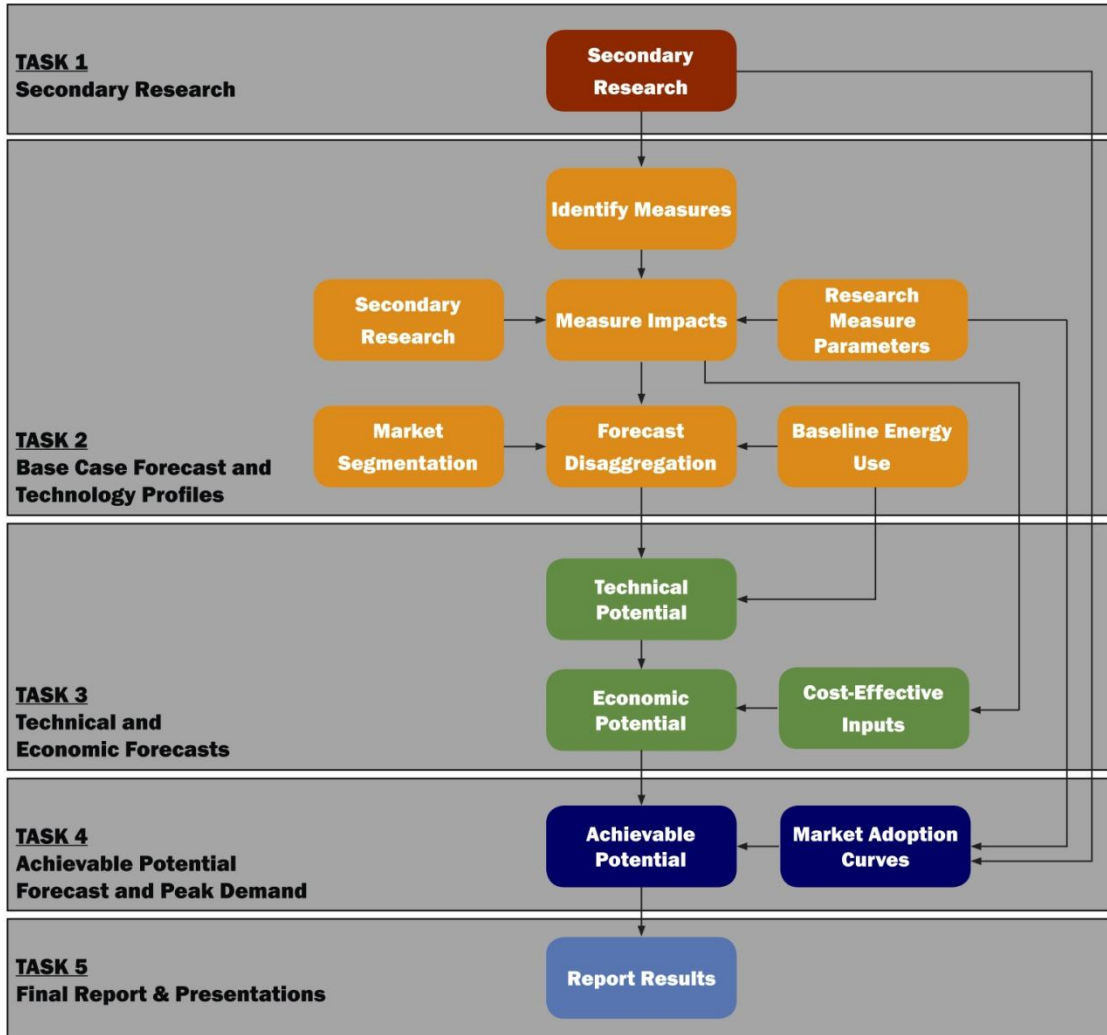 TASK 1
Secondary Research
Secondary
Research
Identify Measures
Secondary
Research
Measure Impacts
Research
Measure
Parameters
Market
Segmentation
Forecast
Disaggregation
Baseline Energy
Use
TASK 2
Base Case Forecast and
Technology Profiles
Technical
Potential
Economic
Potential
Cost-Effective
Inputs
TASK 3
Technical and
Economic Forecasts
Achievable
Potential
Market Adoption
Curves
TASK 4
Achievable Potential
Forecast and Peak Demand
TASK 5
Final Report & Presentations
Report Results